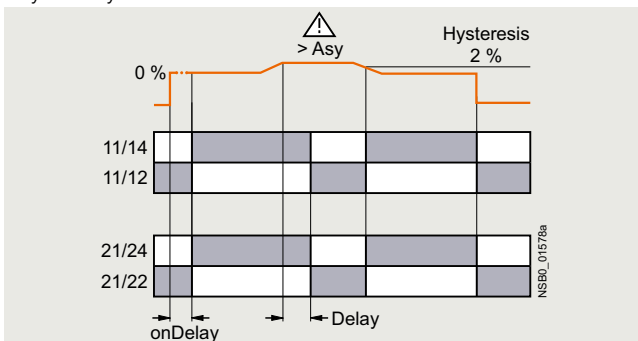 > Asy
Hysteresis
2 %
0 %
11/14
11/12
21/24
21/22
NSB0_01578a
Delay
onDelay